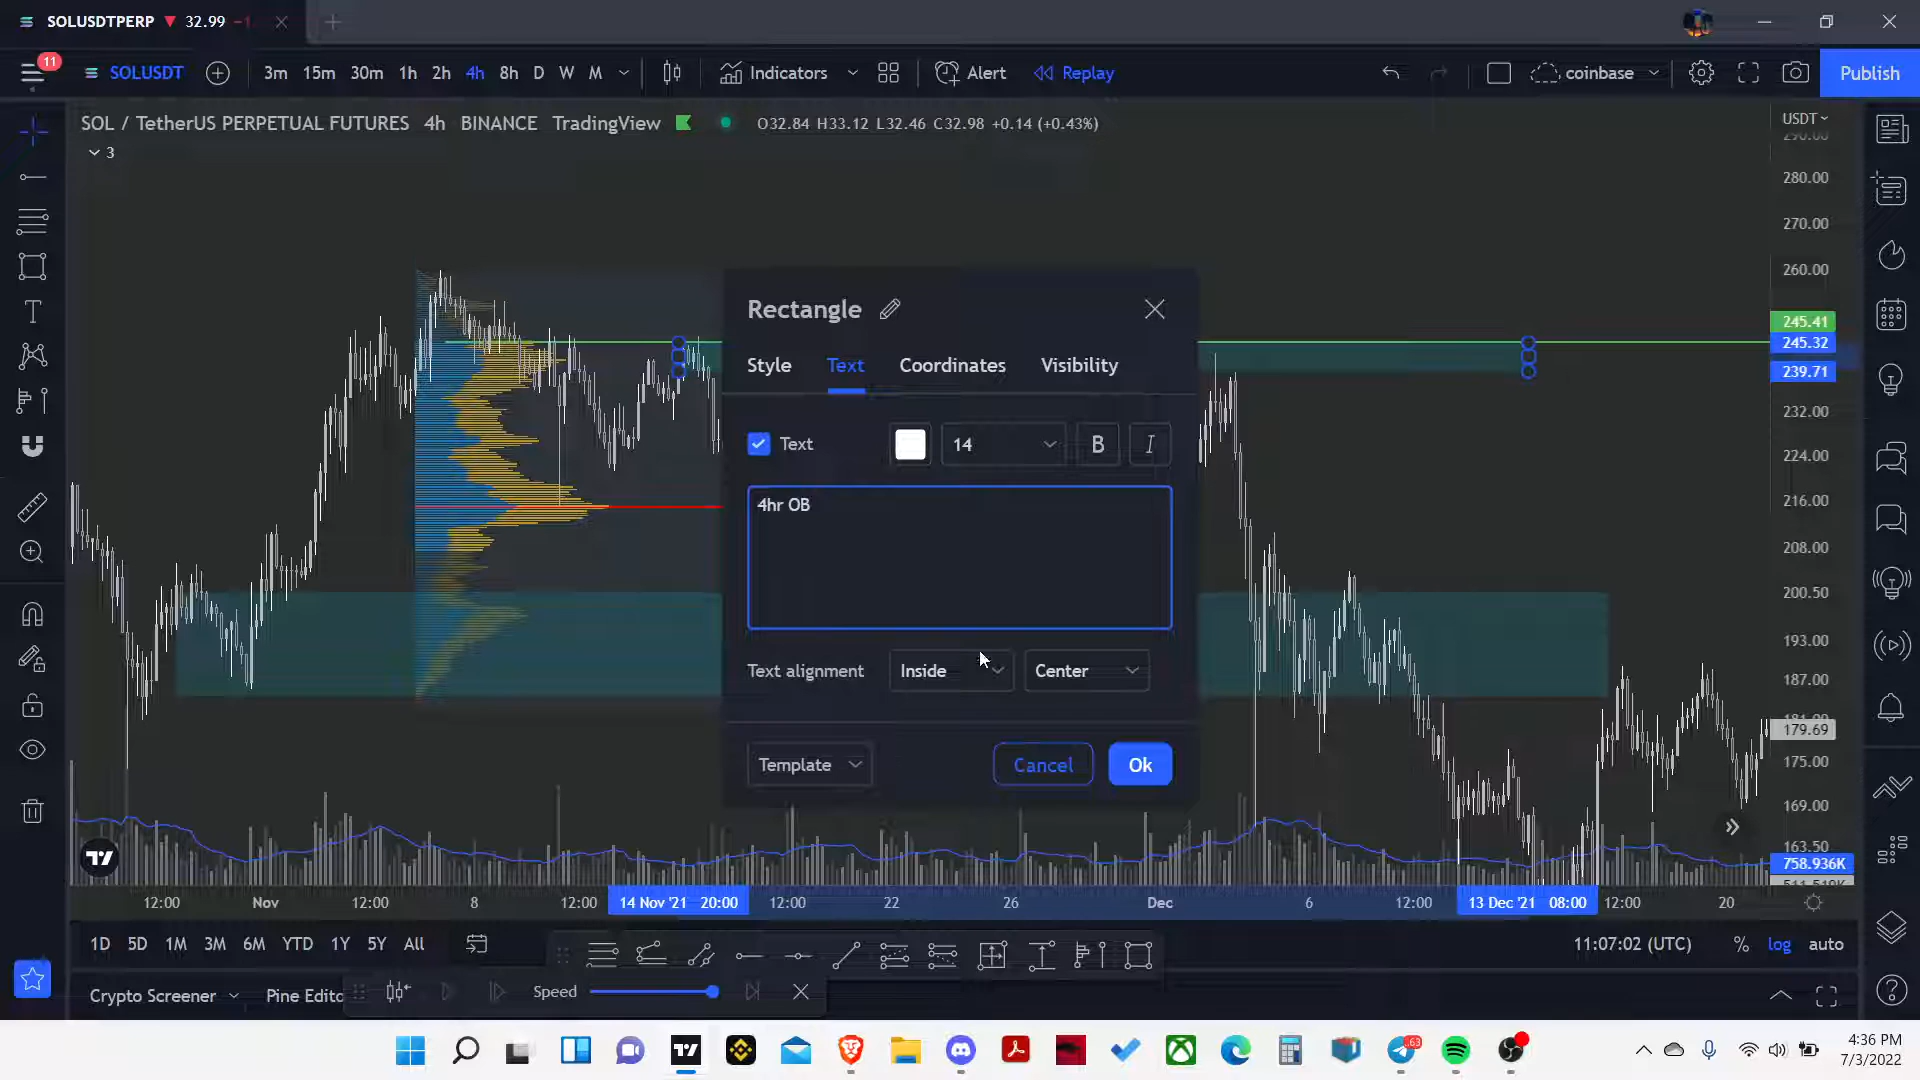 SOLUSDTPERP ▼ 32.99 −1
11
SOLUSDT 3m 15m 30m 1h 2h 4h 8h D W M Indicators Alert Replay coinbase Publish
SOL / TetherUS PERPETUAL FUTURES 4h BINANCE TradingView O32.84 H33.12 L32.46 C32.98 +0.14 (+0.43%)
3
USDT
290.00
280.00
270.00
260.00
245.41
245.32
239.71
232.00
224.00
216.00
208.00
200.50
193.00
187.00
179.69
175.00
169.00
163.50
758.936K
Rectangle
Style Text Coordinates Visibility
Text 14 B I
4hr OB
Text alignment Inside Center
Template Cancel Ok
12:00 Nov 12:00 8 12:00 14 Nov '21 20:00 12:00 22 26 Dec 6 12:00 13 Dec '21 08:00 12:00 20
1D 5D 1M 3M 6M YTD 1Y 5Y All 11:07:02 (UTC) % log auto
Crypto Screener Pine Edito Speed
63
4:36 PM
7/3/2022